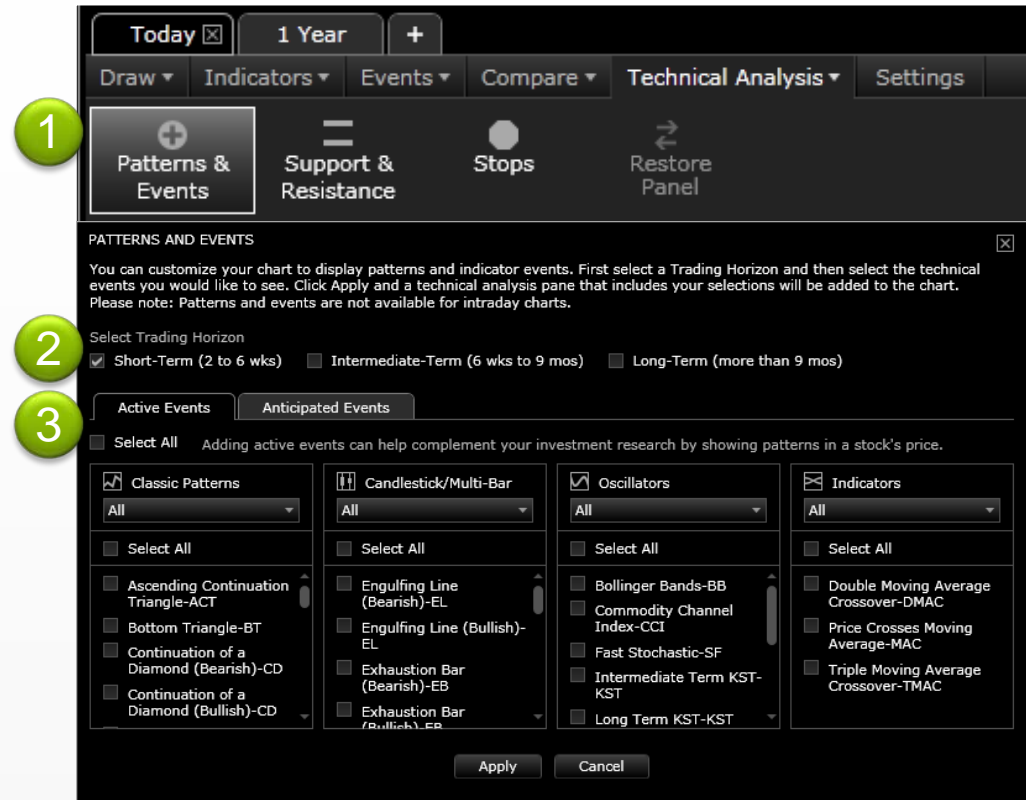 Today
1 Year
+
Draw
Indicators
Events
Compare
Technical Analysis
Settings
1
Patterns &
Events
Support &
Resistance
Stops
Restore
Panel
PATTERNS AND EVENTS
You can customize your chart to display patterns and indicator events. First select a Trading Horizon and then select the technical
events you would like to see. Click Apply and a technical analysis pane that includes your selections will be added to the chart.
Please note: Patterns and events are not available for intraday charts.
2
Select Trading Horizon
Short-Term (2 to 6 wks)
Intermediate-Term (6 wks to 9 mos)
Long-Term (more than 9 mos)
3
Active Events
Anticipated Events
Select All
Adding active events can help complement your investment research by showing patterns in a stock's price.
Classic Patterns
All
Select All
Ascending Continuation
Triangle-ACT
Bottom Triangle-BT
Continuation of a
Diamond (Bearish)-CD
Continuation of a
Diamond (Bullish)-CD
Candlestick/Multi-Bar
All
Select All
Engulfing Line
(Bearish)-EL
Engulfing Line (Bullish)-
EL
Exhaustion Bar
(Bearish)-EB
Exhaustion Bar
(Bullish)-EB
Oscillators
All
Select All
Bollinger Bands-BB
Commodity Channel
Index-CCI
Fast Stochastic-SF
Intermediate Term KST-
KST
Long Term KST-KST
Indicators
All
Select All
Double Moving Average
Crossover-DMAC
Price Crosses Moving
Average-MAC
Triple Moving Average
Crossover-TMAC
Apply
Cancel